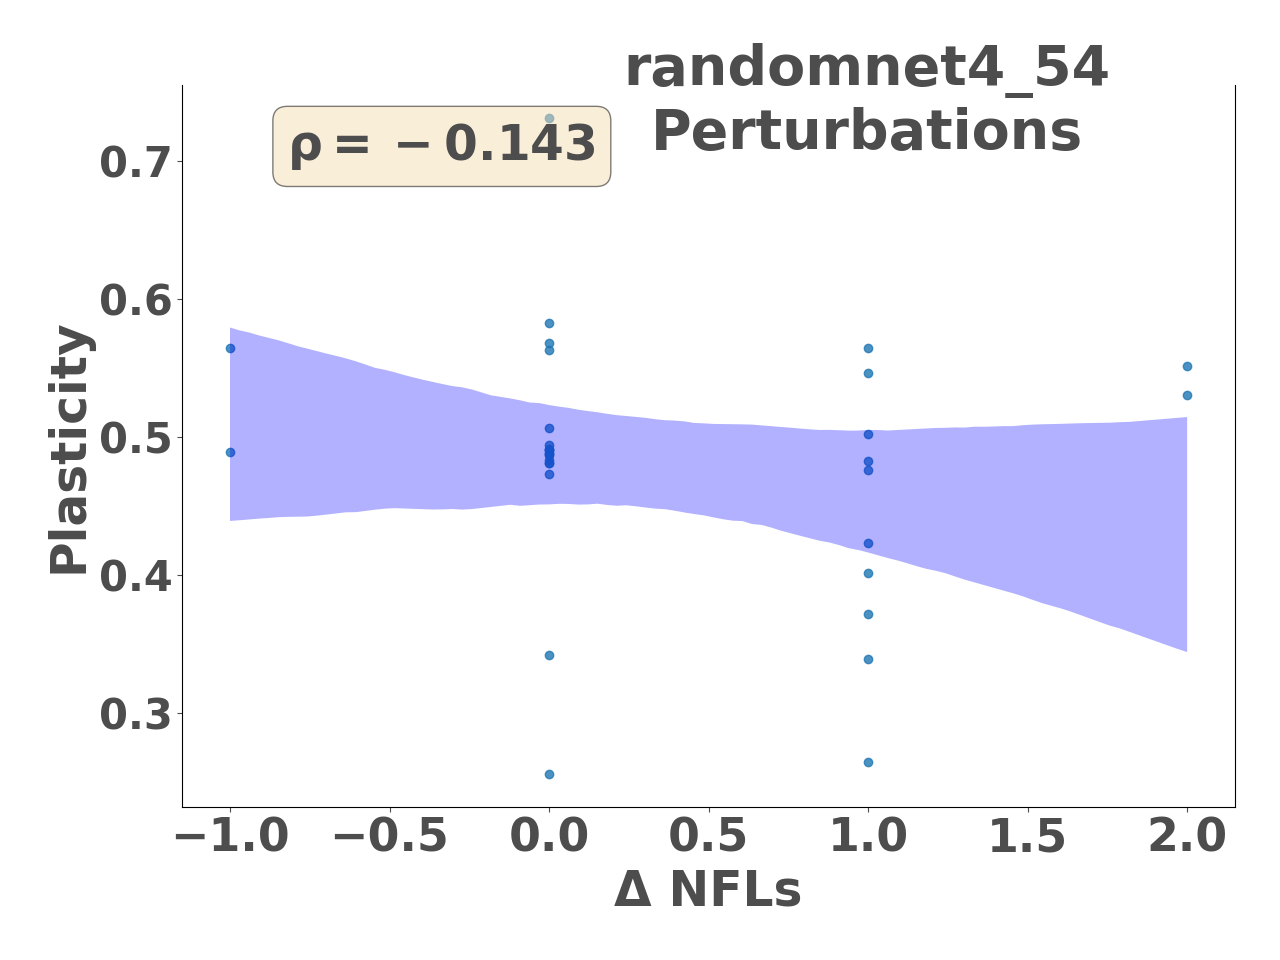 randomnet4_54
Perturbations
ρ = − 0.143
Plasticity
0.7
0.6
0.5
0.4
0.3
−1.0 −0.5 0.0 0.5 1.0 1.5 2.0
Δ NFLs